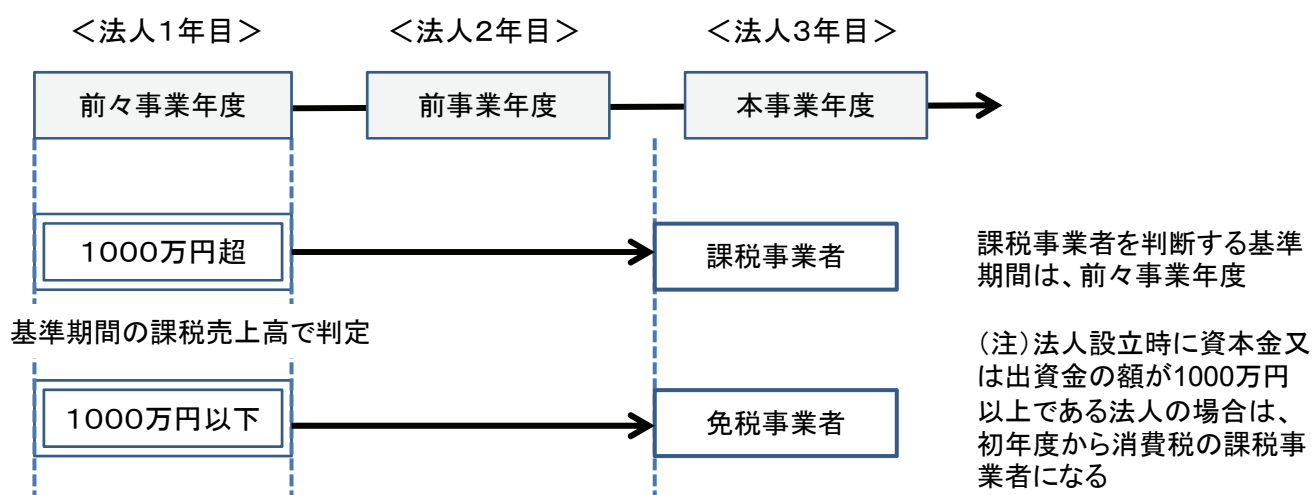 ＜法人１年目＞
＜法人２年目＞
＜法人３年目＞
前々事業年度
前事業年度
本事業年度
１０００万円超
課税事業者
課税事業者を判断する基準
期間は、前々事業年度
基準期間の課税売上高で判定
（注）法人設立時に資本金又
は出資金の額が1000万円
以上である法人の場合は、
初年度から消費税の課税事
業者になる
１０００万円以下
免税事業者